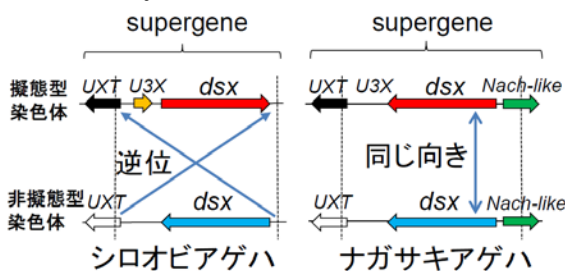 supergene supergene
擬態型 UXT U3X dsx UXT U3X dsx Nach-like
染色体
逆位 同じ向き
非擬態型 UXT dsx UXT dsx Nach-like
染色体
シロオビアゲハ ナガサキアゲハ